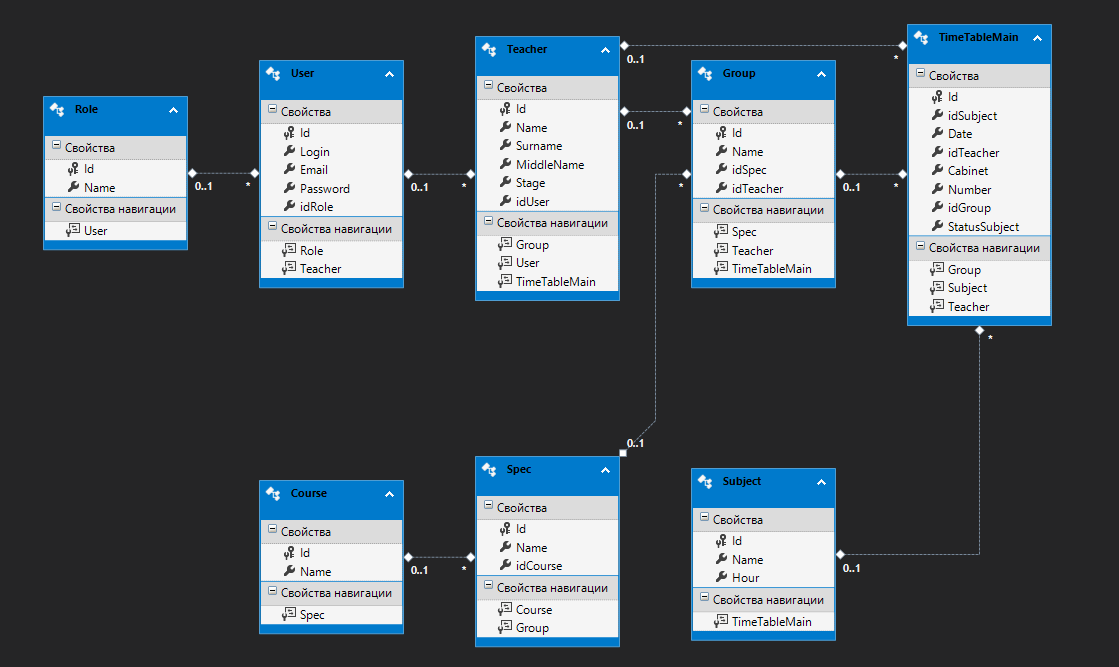 Role
Свойства
Id
Name
Свойства навигации
User
0..1
*
User
Свойства
Id
Login
Email
Password
idRole
Свойства навигации
Role
Teacher
0..1
*
Teacher
Свойства
Id
Name
Surname
MiddleName
Stage
idUser
Свойства навигации
Group
User
TimeTableMain
0..1
*
0..1
*
Group
Свойства
Id
Name
idSpec
idTeacher
Свойства навигации
Spec
Teacher
TimeTableMain
*
0..1
*
TimeTableMain
Свойства
Id
idSubject
Date
idTeacher
Cabinet
Number
idGroup
StatusSubject
Свойства навигации
Group
Subject
Teacher
*
Course
Свойства
Id
Name
Свойства навигации
Spec
0..1
*
0..1
Spec
Свойства
Id
Name
idCourse
Свойства навигации
Course
Group
Subject
Свойства
Id
Name
Hour
Свойства навигации
TimeTableMain
0..1